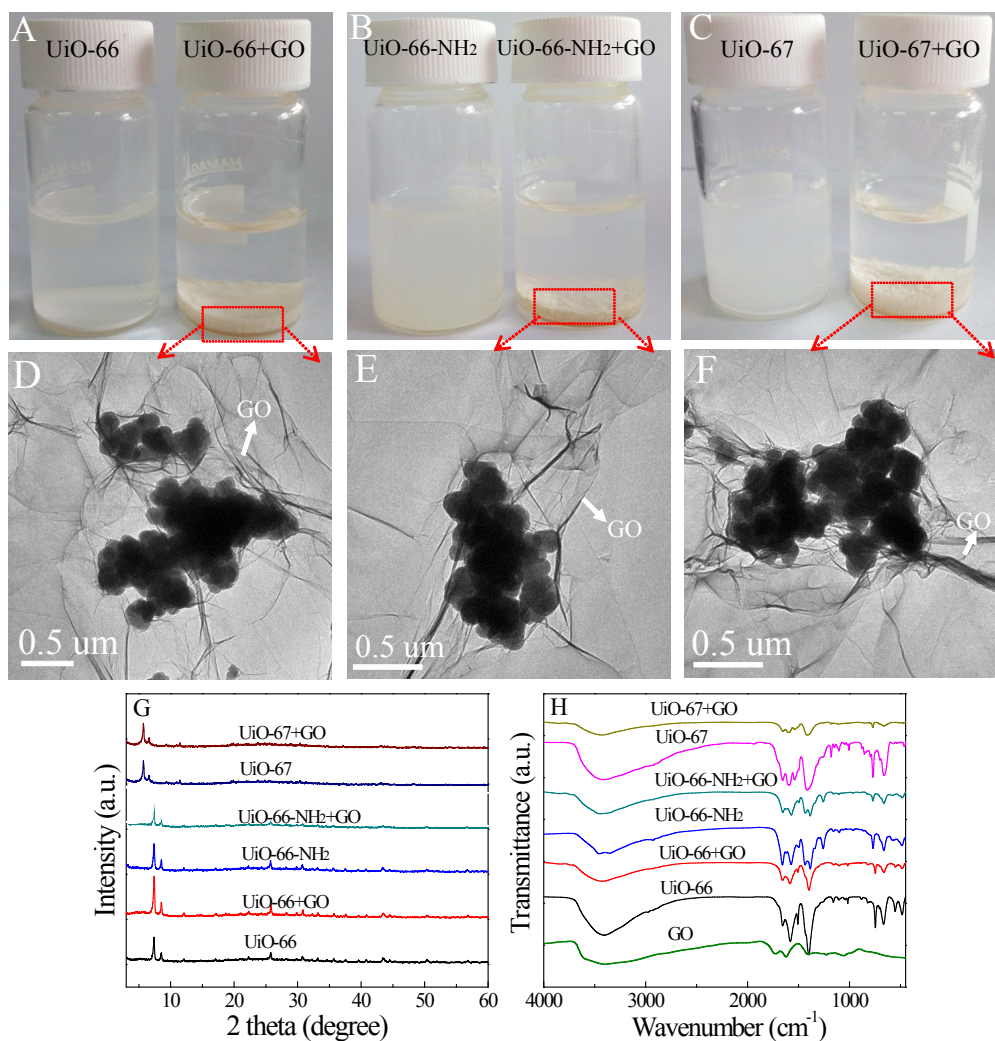 A
UiO-66
UiO-66+GO
B
UiO-66-NH2
UiO-66-NH2+GO
C
UiO-67
UiO-67+GO
D
GO
0.5 um
E
GO
0.5 um
F
GO
0.5 um
G
UiO-67+GO
UiO-67
UiO-66-NH2+GO
UiO-66-NH2
UiO-66+GO
UiO-66
Intensity (a.u.)
10 20 30 40 50 60
2 theta (degree)
H
UiO-67+GO
UiO-67
UiO-66-NH2+GO
UiO-66-NH2
UiO-66+GO
UiO-66
GO
Transmittance (a.u.)
4000 3000 2000 1000
Wavenumber (cm⁻¹)